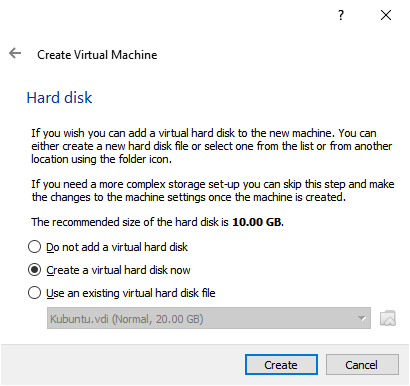 ?
Create Virtual Machine
Hard disk
If you wish you can add a virtual hard disk to the new machine. You can
either create a new hard disk file or select one from the list or from another
location using the folder icon.
If you need a more complex storage set-up you can skip this step and make
the changes to the machine settings once the machine is created.
The recommended size of the hard disk is 10.00 GB.
Do not add a virtual hard disk
Create a virtual hard disk now
Use an existing virtual hard disk file
Kubuntu.vdi (Normal, 20.00 GB)
Create Cancel